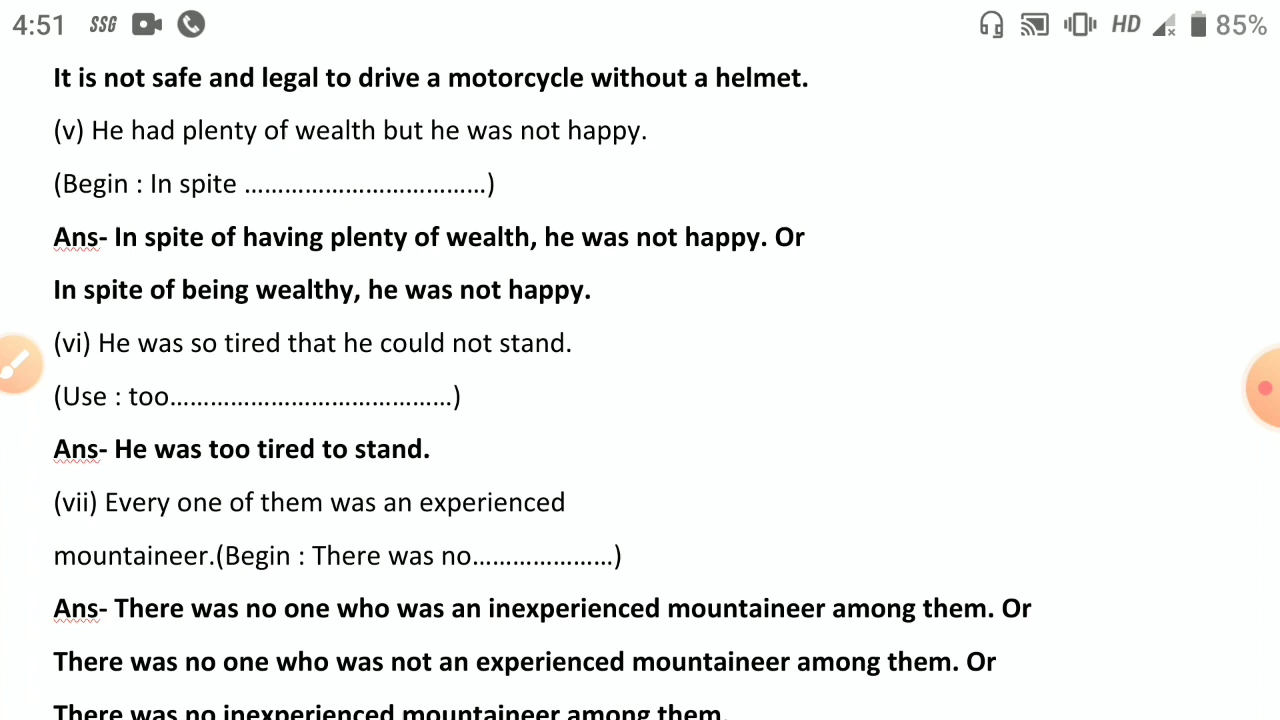 4:51 SSG HD 85%
It is not safe and legal to drive a motorcycle without a helmet.
(v) He had plenty of wealth but he was not happy.
(Begin : In spite ………………………………)
Ans- In spite of having plenty of wealth, he was not happy. Or
In spite of being wealthy, he was not happy.
(vi) He was so tired that he could not stand.
(Use : too……………………………………)
Ans- He was too tired to stand.
(vii) Every one of them was an experienced
mountaineer.(Begin : There was no…………………)
Ans- There was no one who was an inexperienced mountaineer among them. Or
There was no one who was not an experienced mountaineer among them. Or
There was no inexperienced mountaineer among them.